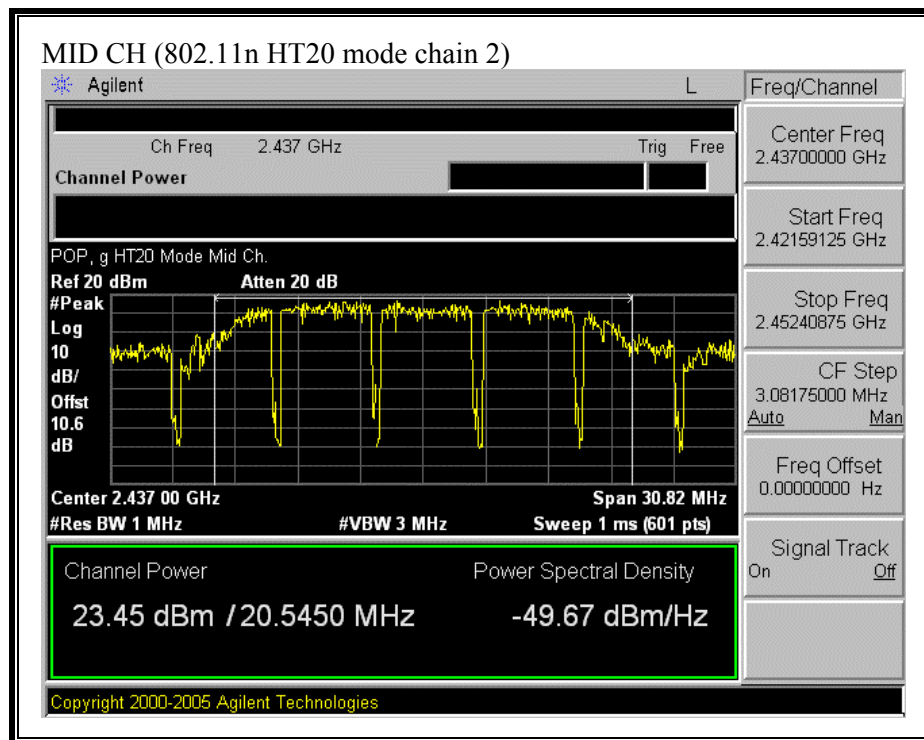 MID CH (802.11n HT20 mode chain 2)
Agilent L Freq/Channel
Ch Freq 2.437 GHz Trig Free
Channel Power
Center Freq
2.43700000 GHz
Start Freq
2.42159125 GHz
Stop Freq
2.45240875 GHz
CF Step
3.08175000 MHz
Auto Man
Freq Offset
0.00000000 Hz
Signal Track
On Off
POP, g HT20 Mode Mid Ch.
Ref 20 dBm Atten 20 dB
#Peak
Log
10
dB/
Offst
10.6
dB
Center 2.437 00 GHz Span 30.82 MHz
#Res BW 1 MHz #VBW 3 MHz Sweep 1 ms (601 pts)
Channel Power Power Spectral Density
23.45 dBm / 20.5450 MHz -49.67 dBm/Hz
Copyright 2000-2005 Agilent Technologies